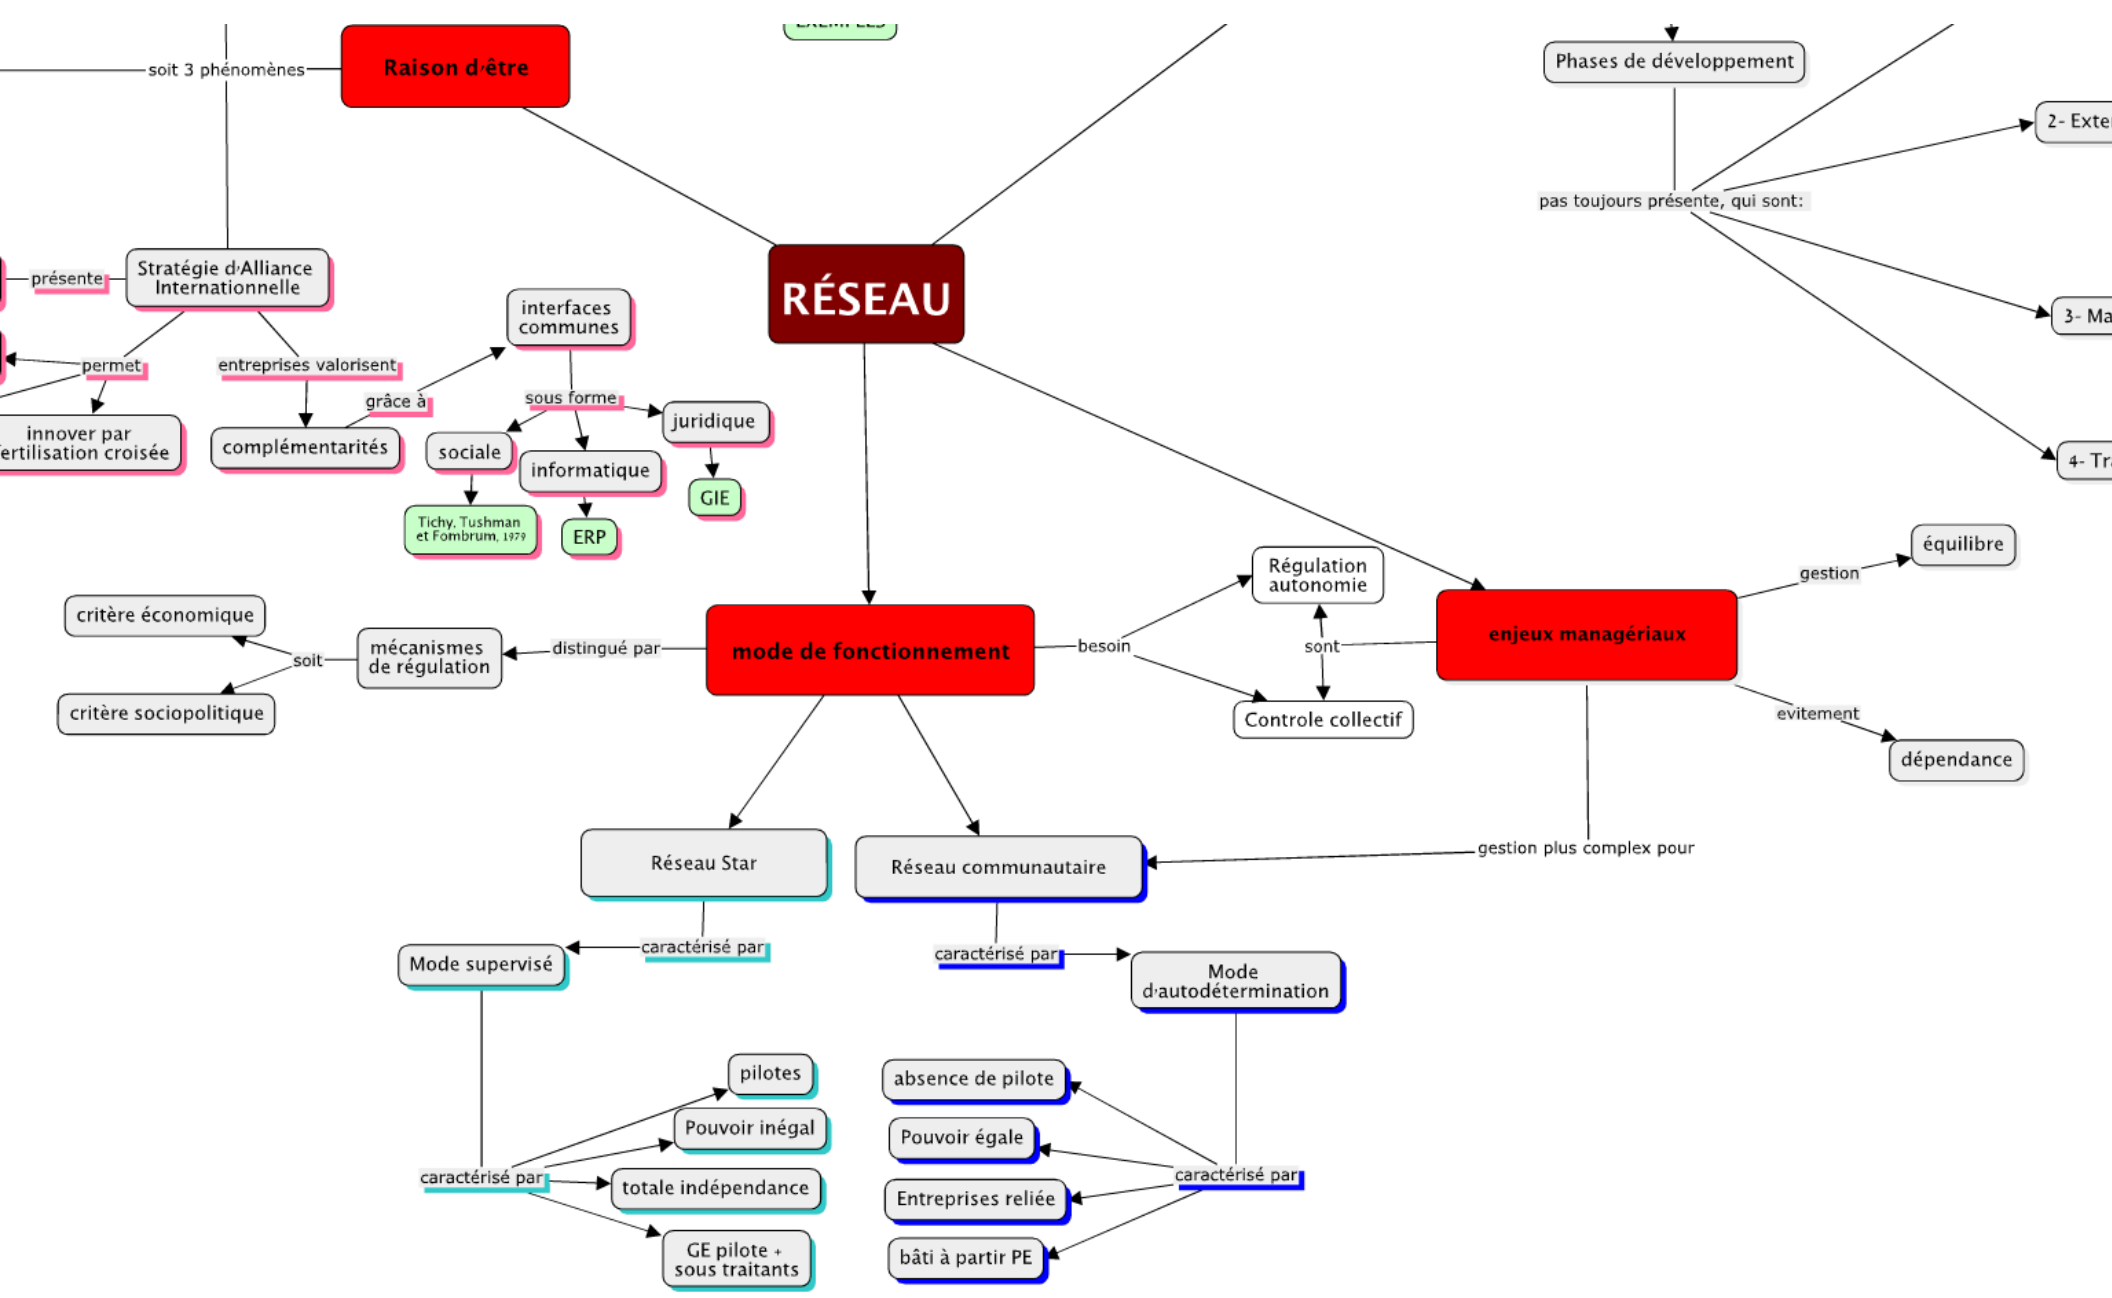 EXEMPLES
Raison d'être
soit 3 phénomènes
Phases de développement
2- Exte
pas toujours présente, qui sont:
3- Ma
4- Tr
RÉSEAU
présente
Stratégie d'Alliance
Internationnelle
permet
entreprises valorisent
innover par
ertilisation croisée
complémentarités
grâce à
interfaces
communes
sous forme
sociale
informatique
juridique
Tichy, Tushman
et Fombrum, 1979
ERP
GIE
critère économique
soit
critère sociopolitique
mécanismes
de régulation
distingué par
mode de fonctionnement
besoin
Régulation
autonomie
sont
Controle collectif
enjeux managériaux
gestion
équilibre
evitement
dépendance
gestion plus complex pour
Réseau Star
Réseau communautaire
caractérisé par
Mode supervisé
caractérisé par
Mode
d'autodétermination
caractérisé par
pilotes
Pouvoir inégal
totale indépendance
GE pilote +
sous traitants
absence de pilote
Pouvoir égale
Entreprises reliée
bâti à partir PE
caractérisé par